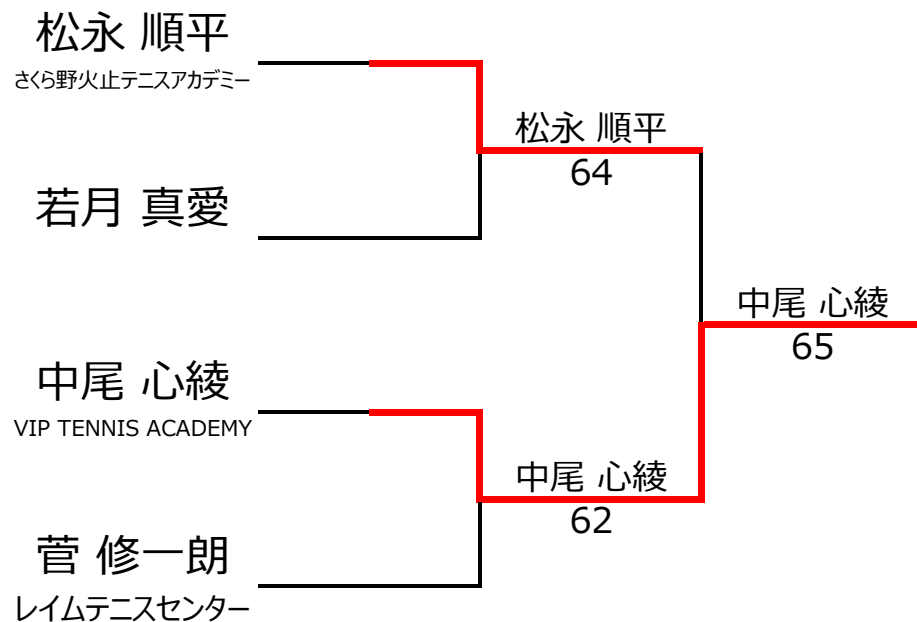 松永 順平
さくら野火止テニスアカデミー
松永 順平
64
若月 真愛
中尾 心綾
65
中尾 心綾
VIP TENNIS ACADEMY
中尾 心綾
62
菅 修一朗
レイムテニスセンター